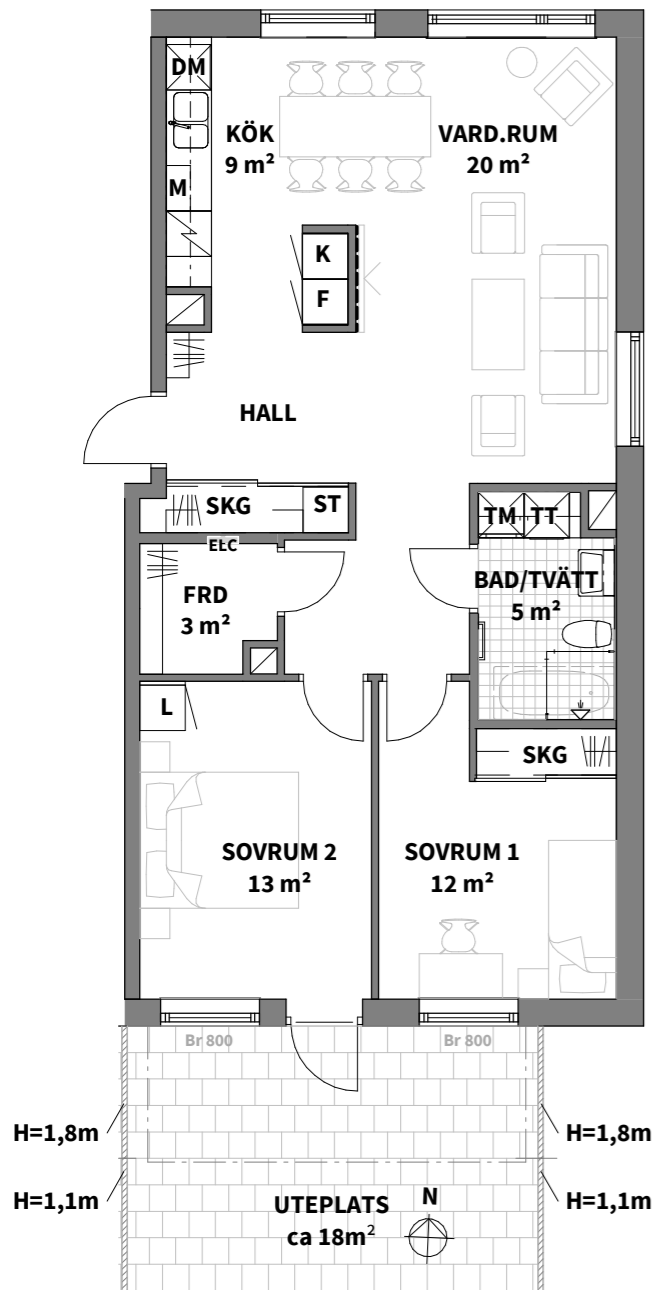 DM
KÖK
9 m²
VARD.RUM
20 m²
M
K
F
HALL
SKG
ST
ELC
TM
TT
FRD
3 m²
BAD/TVÄTT
5 m²
L
SKG
SOVRUM 2
13 m²
SOVRUM 1
12 m²
Br 800
Br 800
H=1,8m
H=1,8m
H=1,1m
H=1,1m
UTEPLATS
ca 18m²
N